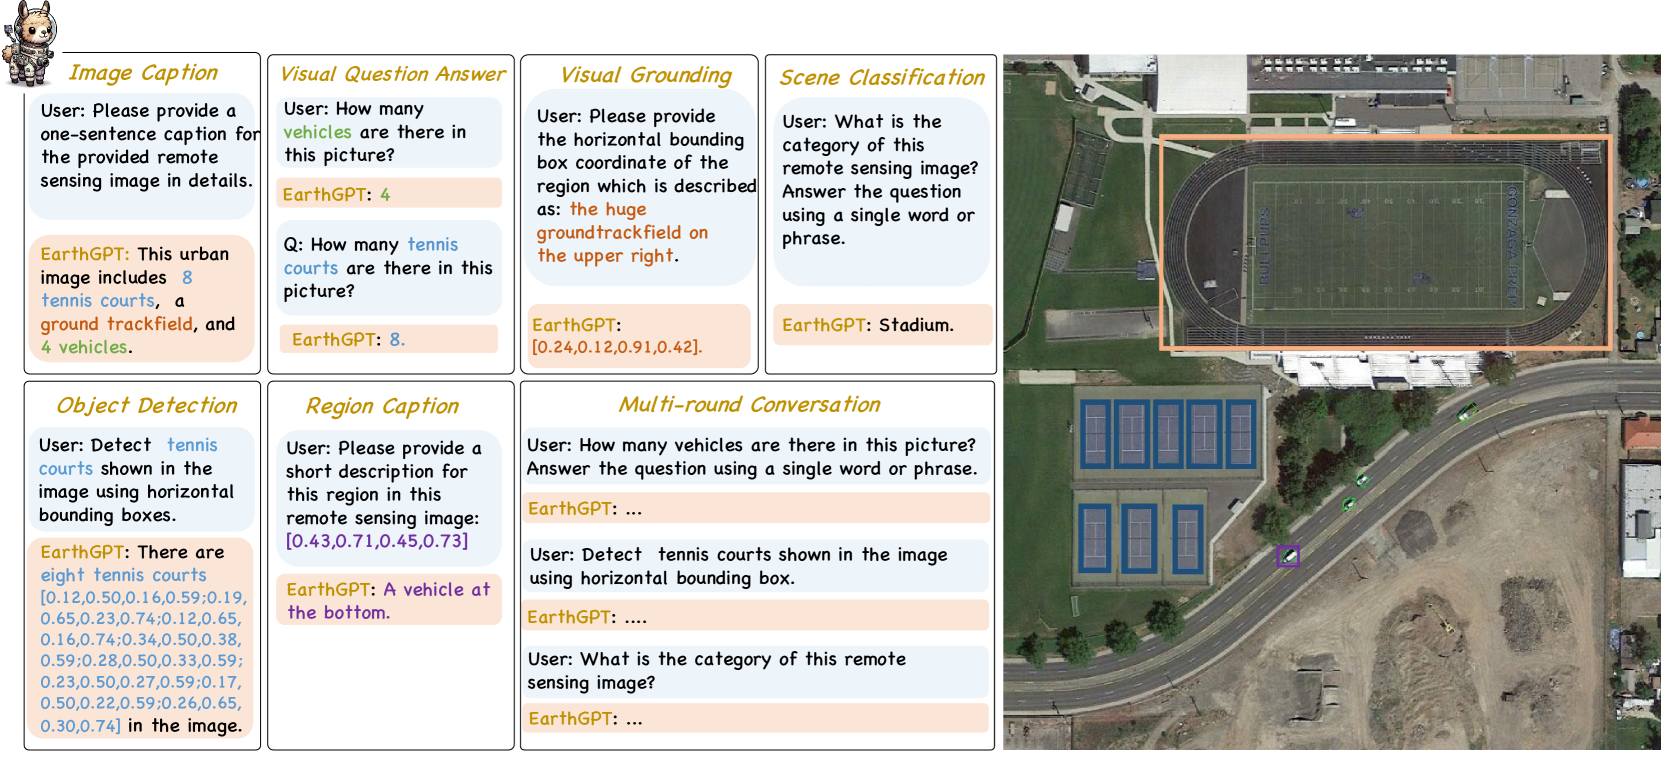 Image Caption
User: Please provide a
one-sentence caption for
the provided remote
sensing image in details.
EarthGPT: This urban
image includes 8
tennis courts, a
ground trackfield, and
4 vehicles.
Visual Question Answer
User: How many
vehicles are there in
this picture?
EarthGPT: 4
Q: How many tennis
courts are there in this
picture?
EarthGPT: 8.
Visual Grounding
User: Please provide
the horizontal bounding
box coordinate of the
region which is described
as: the huge
groundtrackfield on
the upper right.
EarthGPT:
[0.24,0.12,0.91,0.42].
Scene Classification
User: What is the
category of this
remote sensing image?
Answer the question
using a single word or
phrase.
EarthGPT: Stadium.
Object Detection
User: Detect tennis
courts shown in the
image using horizontal
bounding boxes.
EarthGPT: There are
eight tennis courts
[0.12,0.50,0.16,0.59;0.19,
0.65,0.23,0.74;0.12,0.65,
0.16,0.74;0.34,0.50,0.38,
0.59;0.28,0.50,0.33,0.59;
0.23,0.50,0.27,0.59;0.17,
0.50,0.22,0.59;0.26,0.65,
0.30,0.74] in the image.
Region Caption
User: Please provide a
short description for
this region in this
remote sensing image:
[0.43,0.71,0.45,0.73]
EarthGPT: A vehicle at
the bottom.
Multi-round Conversation
User: How many vehicles are there in this picture?
Answer the question using a single word or phrase.
EarthGPT: ...
User: Detect tennis courts shown in the image
using horizontal bounding box.
EarthGPT: ....
User: What is the category of this remote
sensing image?
EarthGPT: ...
BULLPUPS
GONZAGA PREP